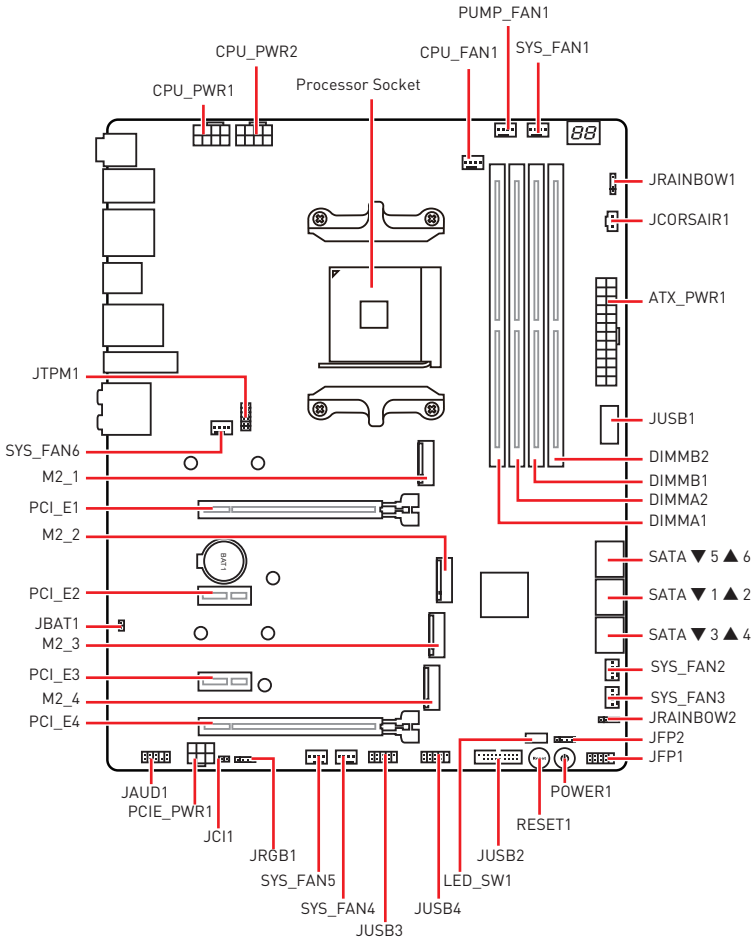 PUMP_FAN1
CPU_PWR2
CPU_FAN1
SYS_FAN1
CPU_PWR1
Processor Socket
88
JRAINBOW1
JCORSAIR1
ATX_PWR1
JTPM1
JUSB1
SYS_FAN6
DIMMB2
M2_1
DIMMB1
DIMMA2
PCI_E1
DIMMA1
M2_2
SATA ▼ 5 ▲ 6
BAT1
PCI_E2
SATA ▼ 1 ▲ 2
JBAT1
SATA ▼ 3 ▲ 4
M2_3
PCI_E3
SYS_FAN2
M2_4
SYS_FAN3
PCI_E4
JRAINBOW2
JFP2
JFP1
JAUD1
POWER1
PCIE_PWR1
JCI1
RESET1
JRGB1
JUSB2
SYS_FAN5
LED_SW1
SYS_FAN4
JUSB4
JUSB3